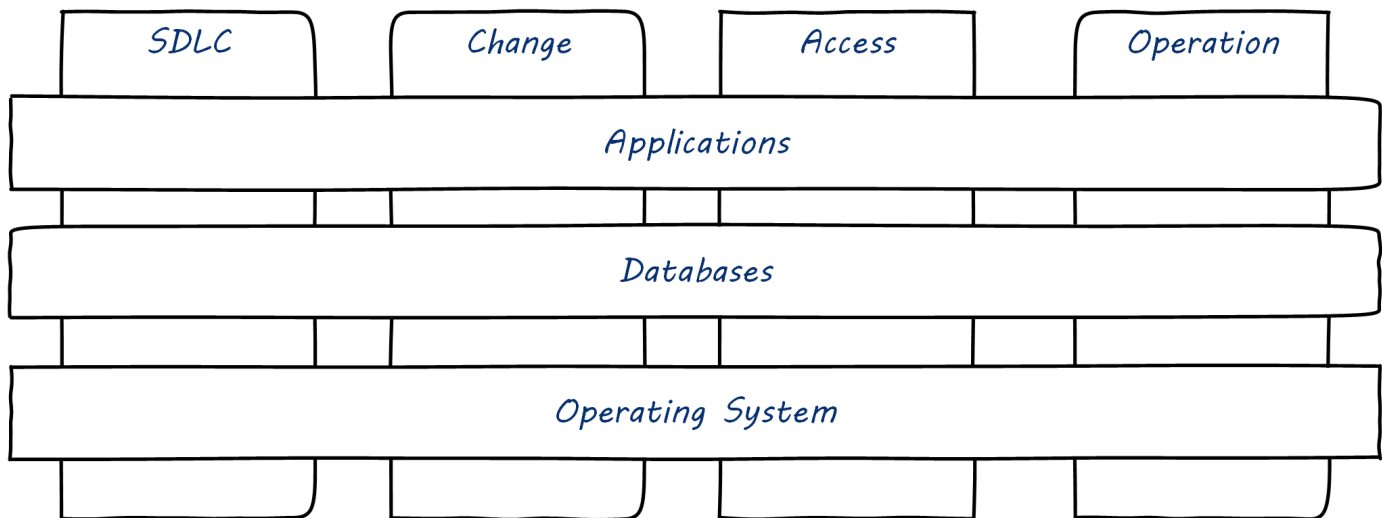 SDLC
Change
Access
Operation
Applications
Databases
Operating System